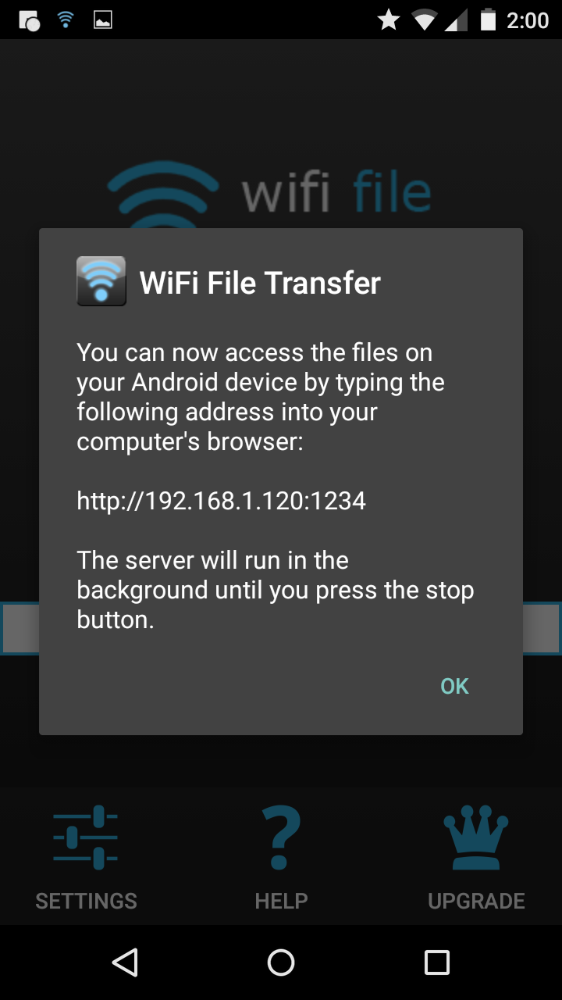 2:00
wifi file
WiFi File Transfer
You can now access the files on
your Android device by typing the
following address into your
computer's browser:
http://192.168.1.120:1234
The server will run in the
background until you press the stop
button.
OK
SETTINGS
HELP
UPGRADE